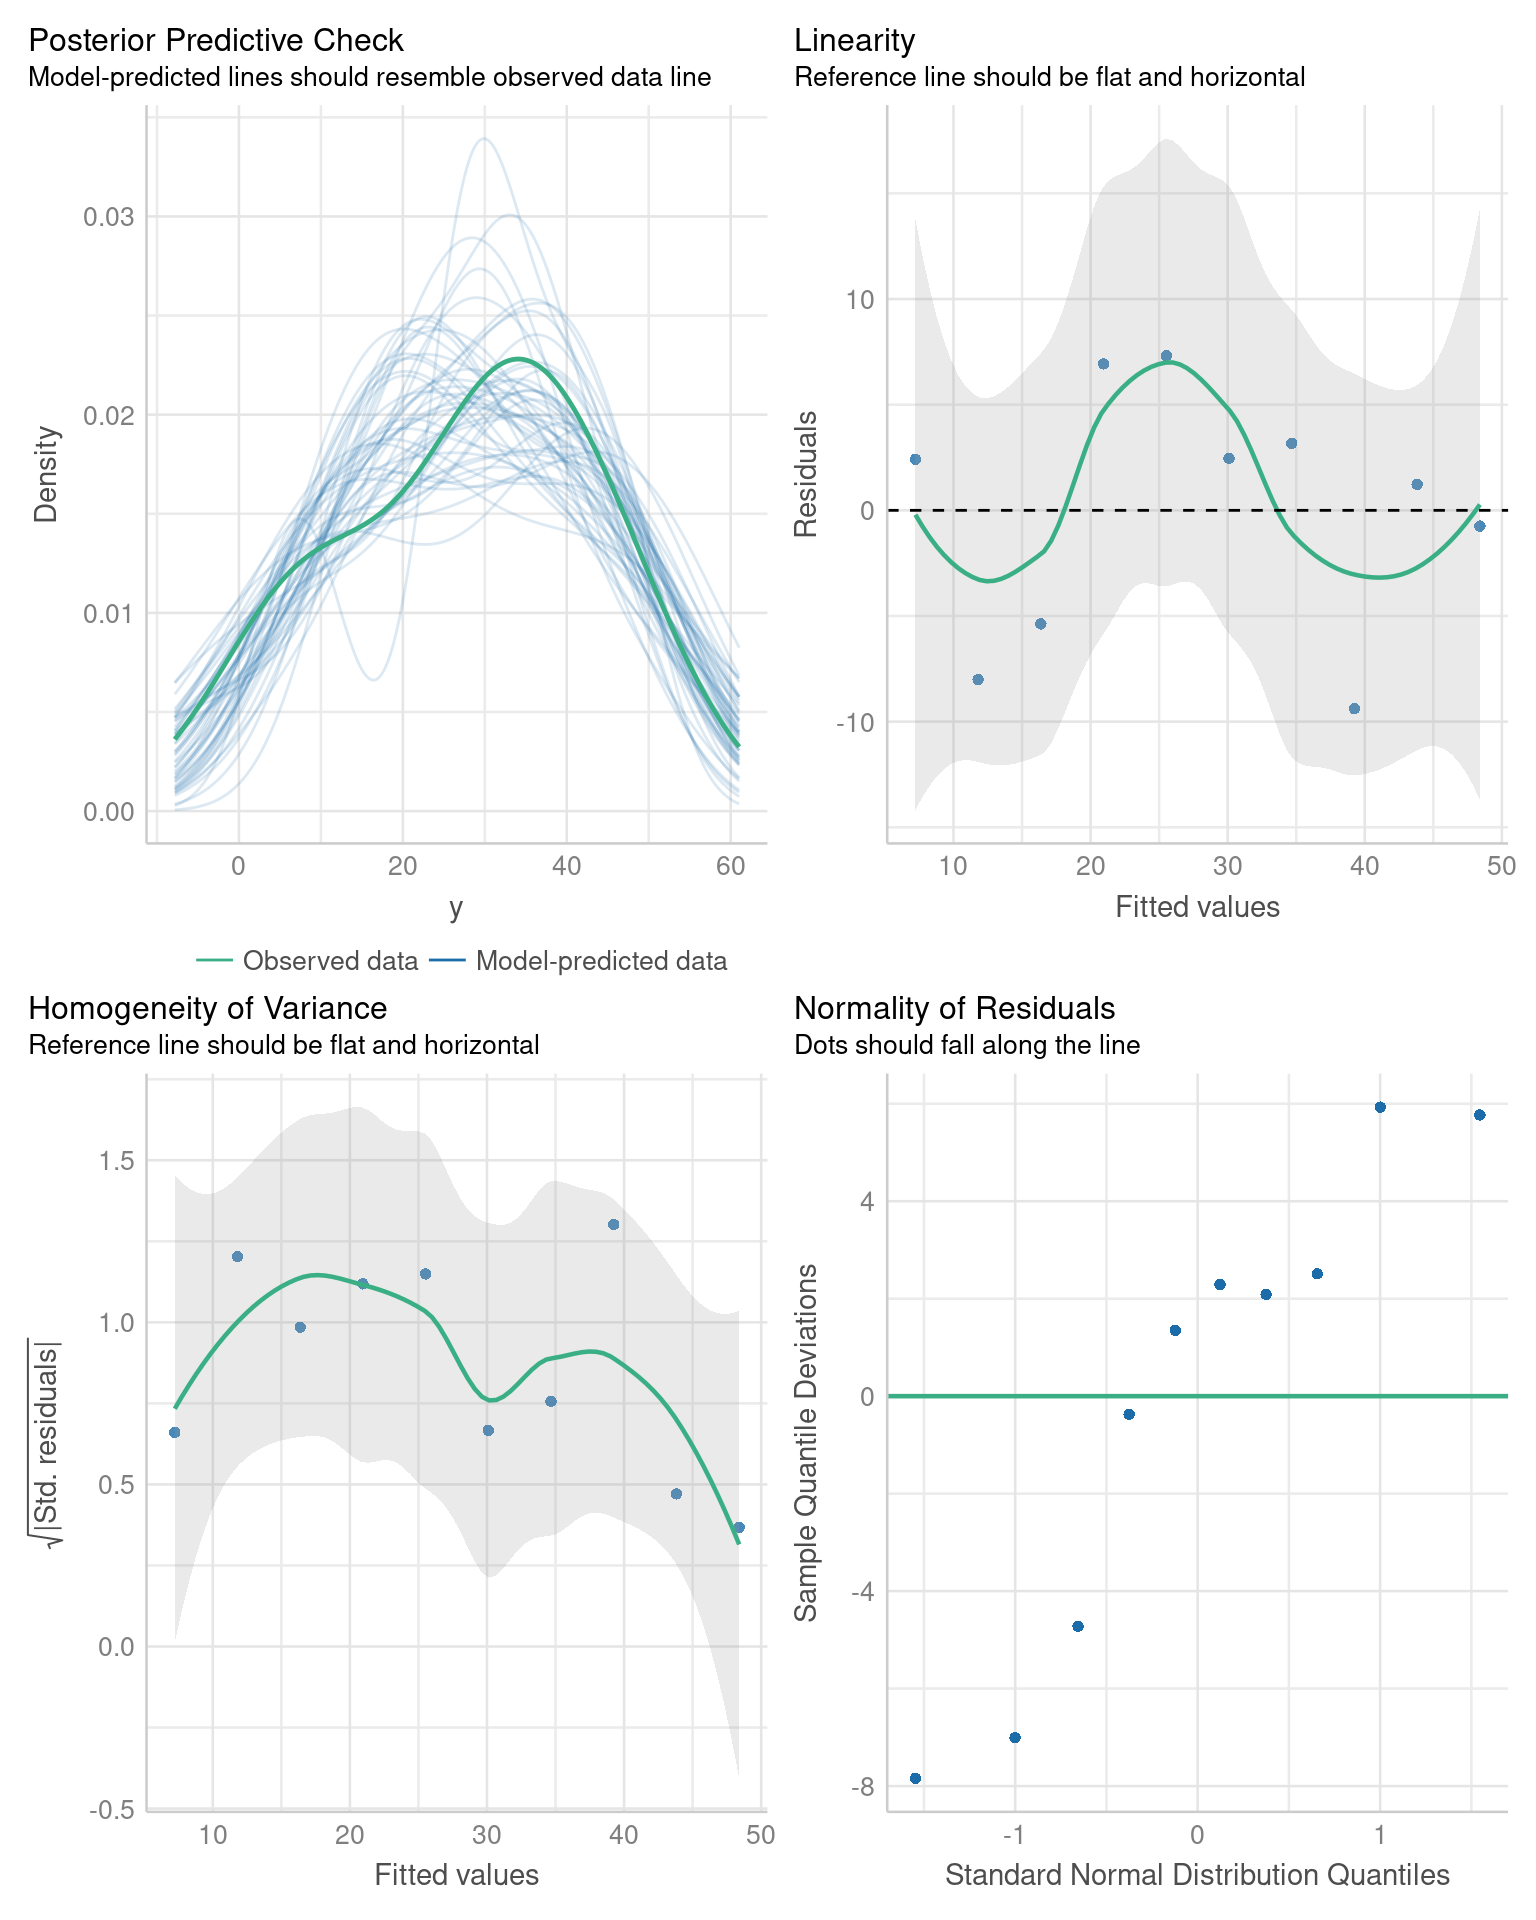 Posterior Predictive Check
Model-predicted lines should resemble observed data line
0.03
0.02
0.01
0.00
Density
0
20
40
60
y
Observed data
Model-predicted data
Linearity
Reference line should be flat and horizontal
10
0
-10
Residuals
10
20
30
40
50
Fitted values
Homogeneity of Variance
Reference line should be flat and horizontal
1.5
1.0
0.5
0.0
-0.5
√|Std. residuals|
10
20
30
40
50
Fitted values
Normality of Residuals
Dots should fall along the line
4
0
-4
-8
Sample Quantile Deviations
-1
0
1
Standard Normal Distribution Quantiles